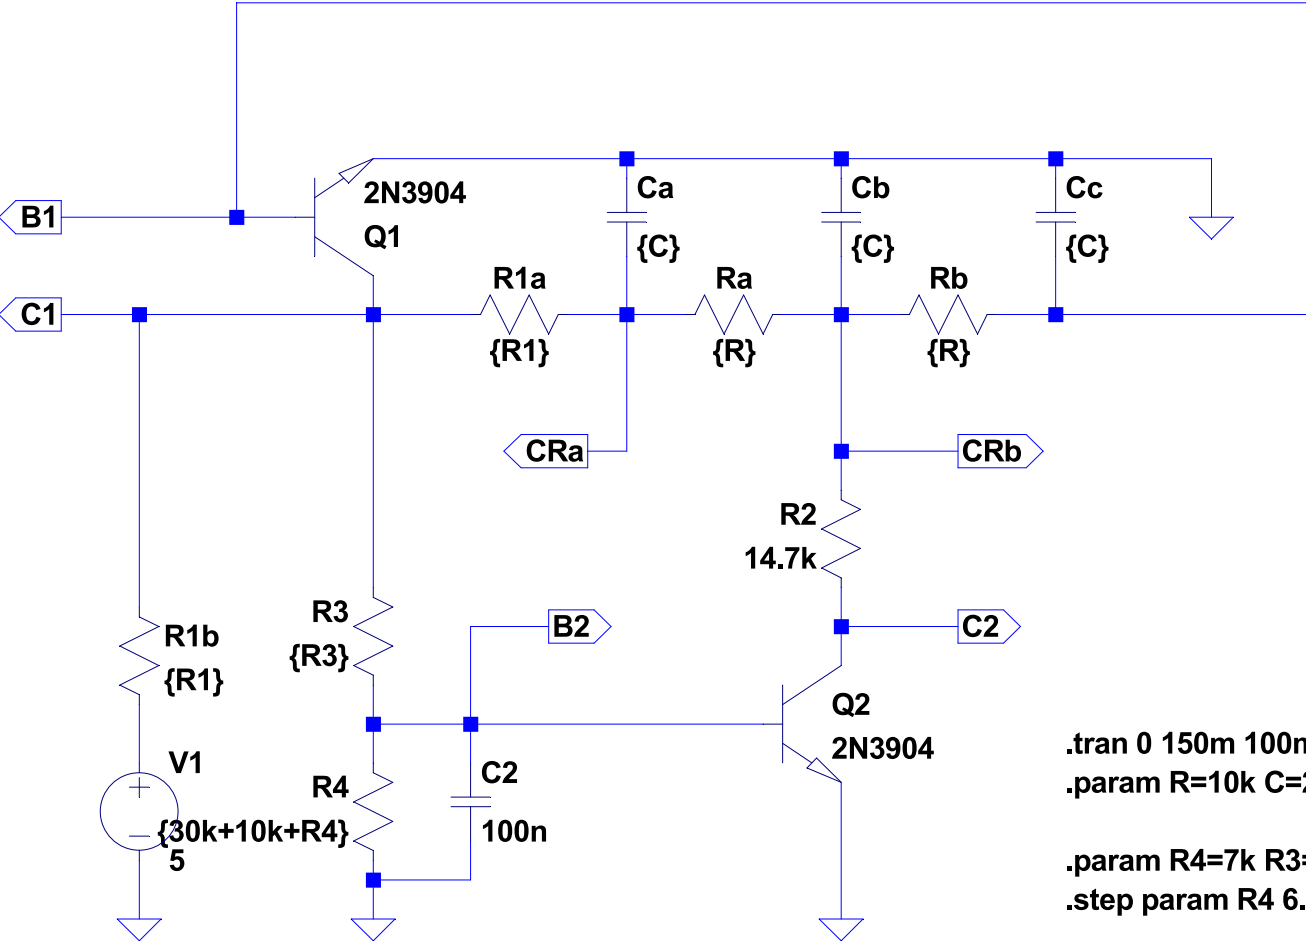 B1
2N3904
Q1
Ca
{C}
Cb
{C}
Cc
{C}
C1
R1a
{R1}
Ra
{R}
Rb
{R}
CRa
CRb
R2
14.7k
R3
{R3}
B2
C2
R1b
{R1}
Q2
2N3904
V1
5
R4
{30k+10k+R4}
C2
100n
.tran 0 150m 100n
.param R=10k C=2
.param R4=7k R3=
.step param R4 6.